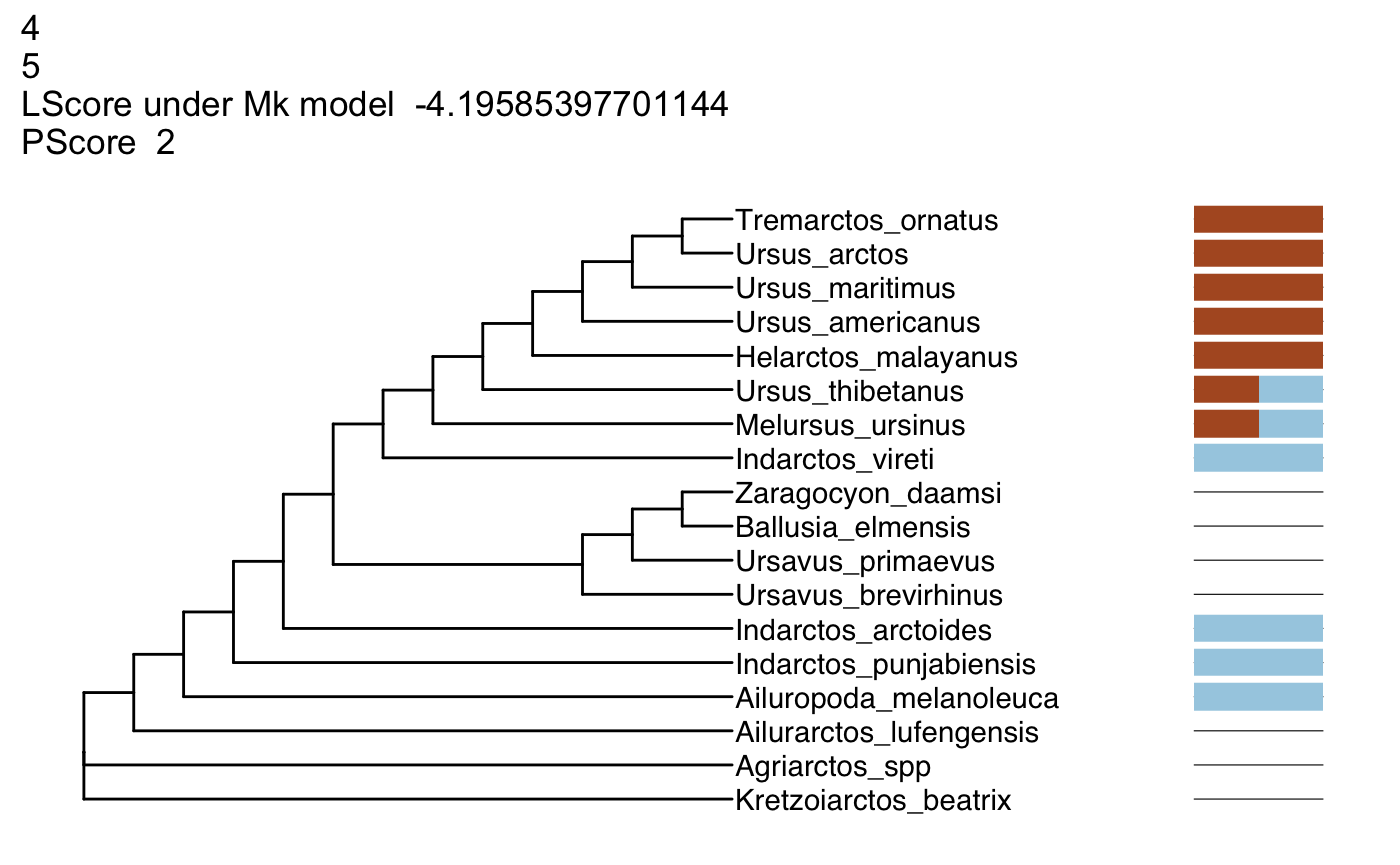 4
5
LScore under Mk model -4.19585397701144
PScore 2
Tremarctos_ornatus
Ursus_arctos
Ursus_maritimus
Ursus_americanus
Helarctos_malayanus
Ursus_thibetanus
Melursus_ursinus
Indarctos_vireti
Zaragocyon_daamsi
Ballusia_elmensis
Ursavus_primaevus
Ursavus_brevirhinus
Indarctos_arctoides
Indarctos_punjabiensis
Ailuropoda_melanoleuca
Ailurarctos_lufengensis
Agriarctos_spp
Kretzoiarctos_beatrix